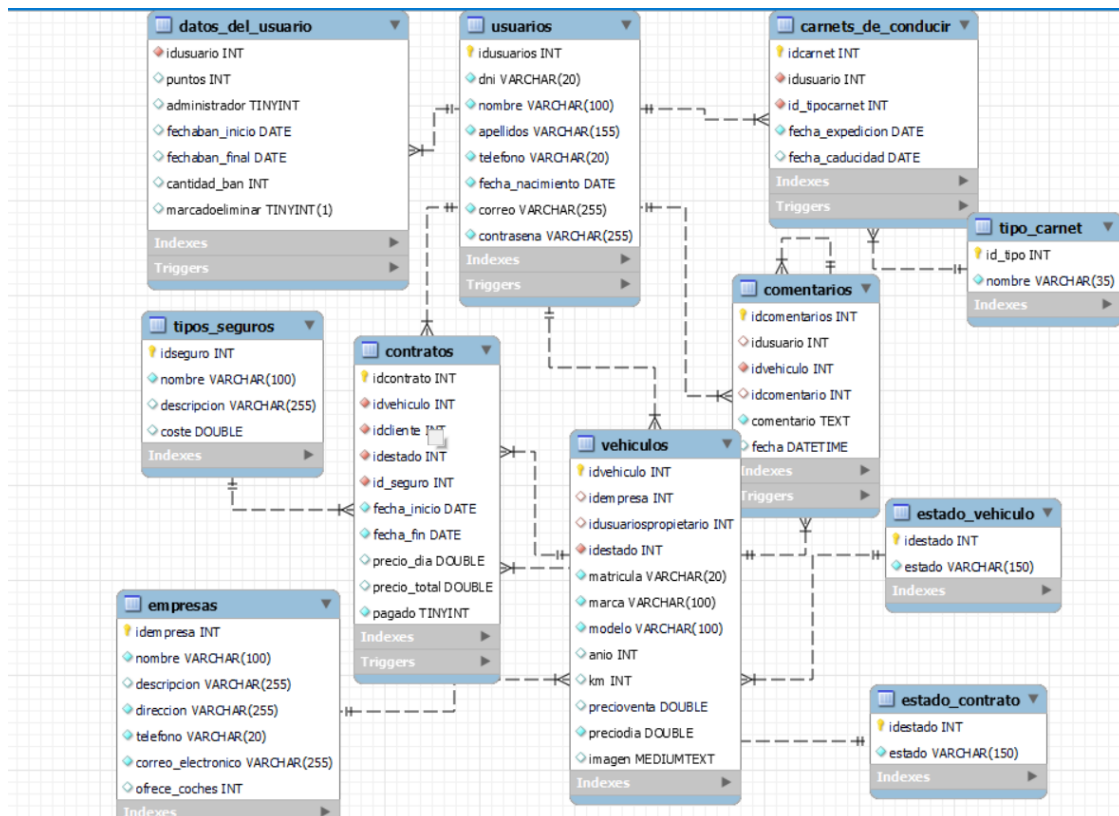 datos_del_usuario
idusuario INT
puntos INT
administrador TINYINT
fechaban_inicio DATE
fechaban_final DATE
cantidad_ban INT
marcadoeliminar TINYINT(1)
Indexes
Triggers
usuarios
idusuarios INT
dni VARCHAR(20)
nombre VARCHAR(100)
apellidos VARCHAR(155)
telefono VARCHAR(20)
fecha_nacimiento DATE
correo VARCHAR(255)
contrasena VARCHAR(255)
Indexes
Triggers
carnets_de_conducir
idcarnet INT
idusuario INT
id_tipocarnet INT
fecha_expedicion DATE
fecha_caducidad DATE
Indexes
Triggers
tipo_carnet
id_tipo INT
nombre VARCHAR(35)
Indexes
comentarios
idcomentarios INT
idusuario INT
idvehiculo INT
idcomentario INT
comentario TEXT
fecha DATETIME
Indexes
Triggers
tipos_seguros
idseguro INT
nombre VARCHAR(100)
descripcion VARCHAR(255)
coste DOUBLE
Indexes
contratos
idcontrato INT
idvehiculo INT
idcliente INT
idestado INT
id_seguro INT
fecha_inicio DATE
fecha_fin DATE
precio_dia DOUBLE
precio_total DOUBLE
pagado TINYINT
Indexes
Triggers
vehiculos
idvehiculo INT
idempresa INT
idusuariospropietario INT
idestado INT
matricula VARCHAR(20)
marca VARCHAR(100)
modelo VARCHAR(100)
anio INT
km INT
precioventa DOUBLE
preciodia DOUBLE
imagen MEDIUMTEXT
Indexes
estado_vehiculo
idestado INT
estado VARCHAR(150)
Indexes
empresas
idempresa INT
nombre VARCHAR(100)
descripcion VARCHAR(255)
direccion VARCHAR(255)
telefono VARCHAR(20)
correo_electronico VARCHAR(255)
ofrece_coches INT
Indexes
estado_contrato
idestado INT
estado VARCHAR(150)
Indexes